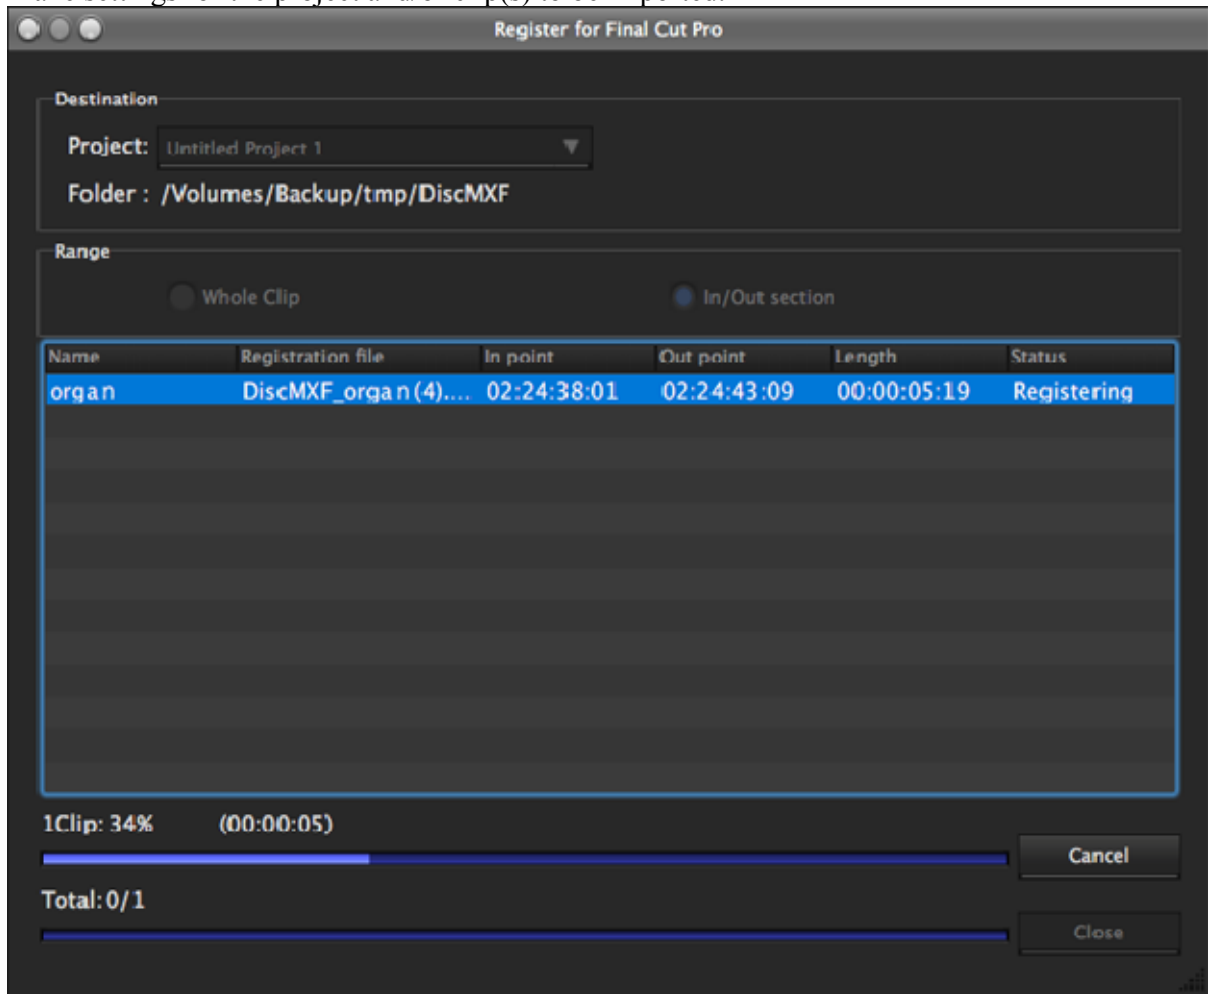 Register for Final Cut Pro
Destination
Project: Untitled Project 1
Folder : /Volumes/Backup/tmp/DiscMXF
Range
Whole Clip In/Out section
Name Registration file In point Out point Length Status
organ DiscMXF_organ(4).... 02:24:38:01 02:24:43:09 00:00:05:19 Registering
1Clip: 34% (00:00:05)
Cancel
Total: 0/1
Close